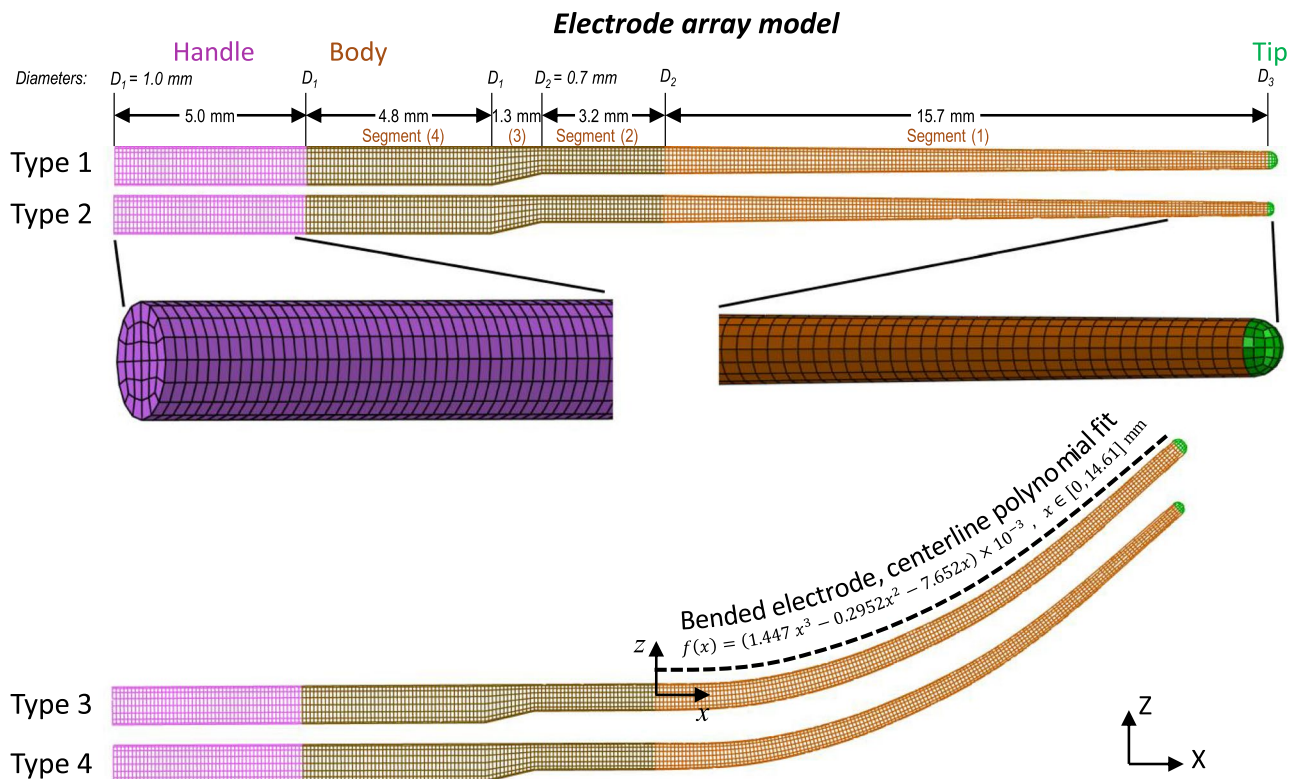 Electrode array model
Handle Body Tip
Diameters: D₁ = 1.0 mm D₁ D₁ D₂ = 0.7 mm D₂ D₃
5.0 mm 4.8 mm 1.3 mm 3.2 mm 15.7 mm
Segment (4) (3) Segment (2) Segment (1)
Type 1
Type 2
Bended electrode, centerline polynomial fit
f(x) = (1.447 x³ − 0.2952x² − 7.652x) × 10⁻³ , x ∈ [0, 14.61] mm
z
x
Type 3
Type 4
Z
X